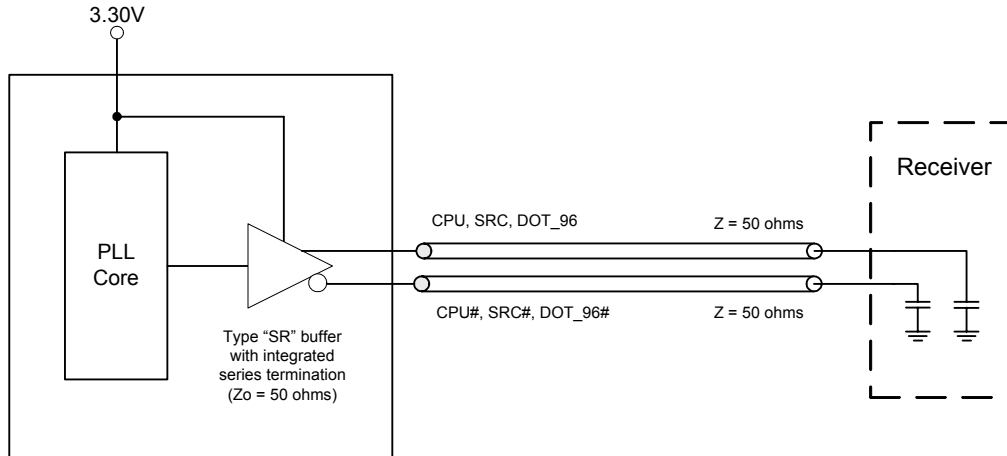 3.30V
Receiver
CPU, SRC, DOT_96
Z = 50 ohms
PLL
Core
CPU#, SRC#, DOT_96#
Z = 50 ohms
Type “SR” buffer
with integrated
series termination
(Zo = 50 ohms)